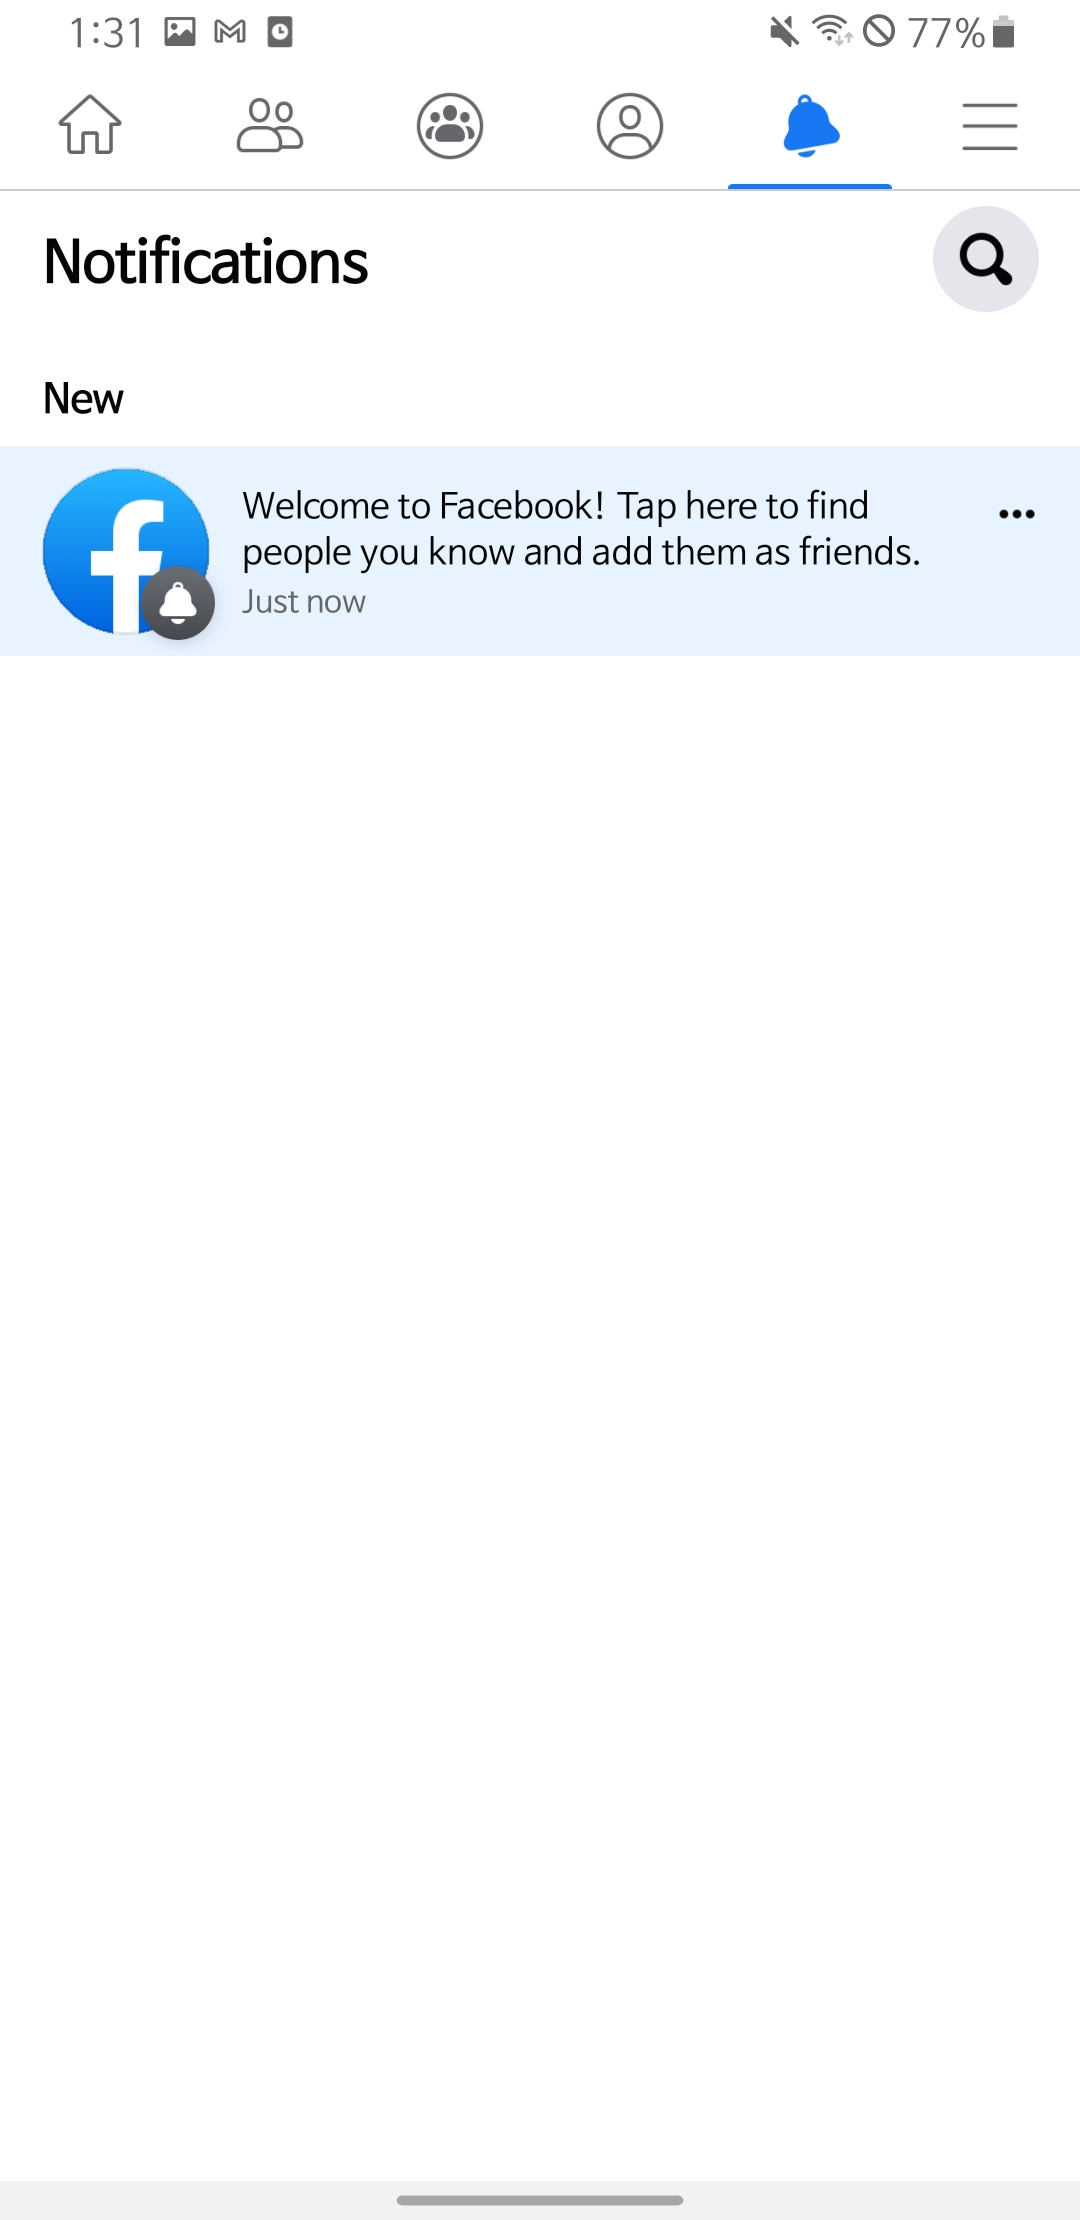 1:31
77%
Notifications
New
Welcome to Facebook! Tap here to find
people you know and add them as friends.
Just now